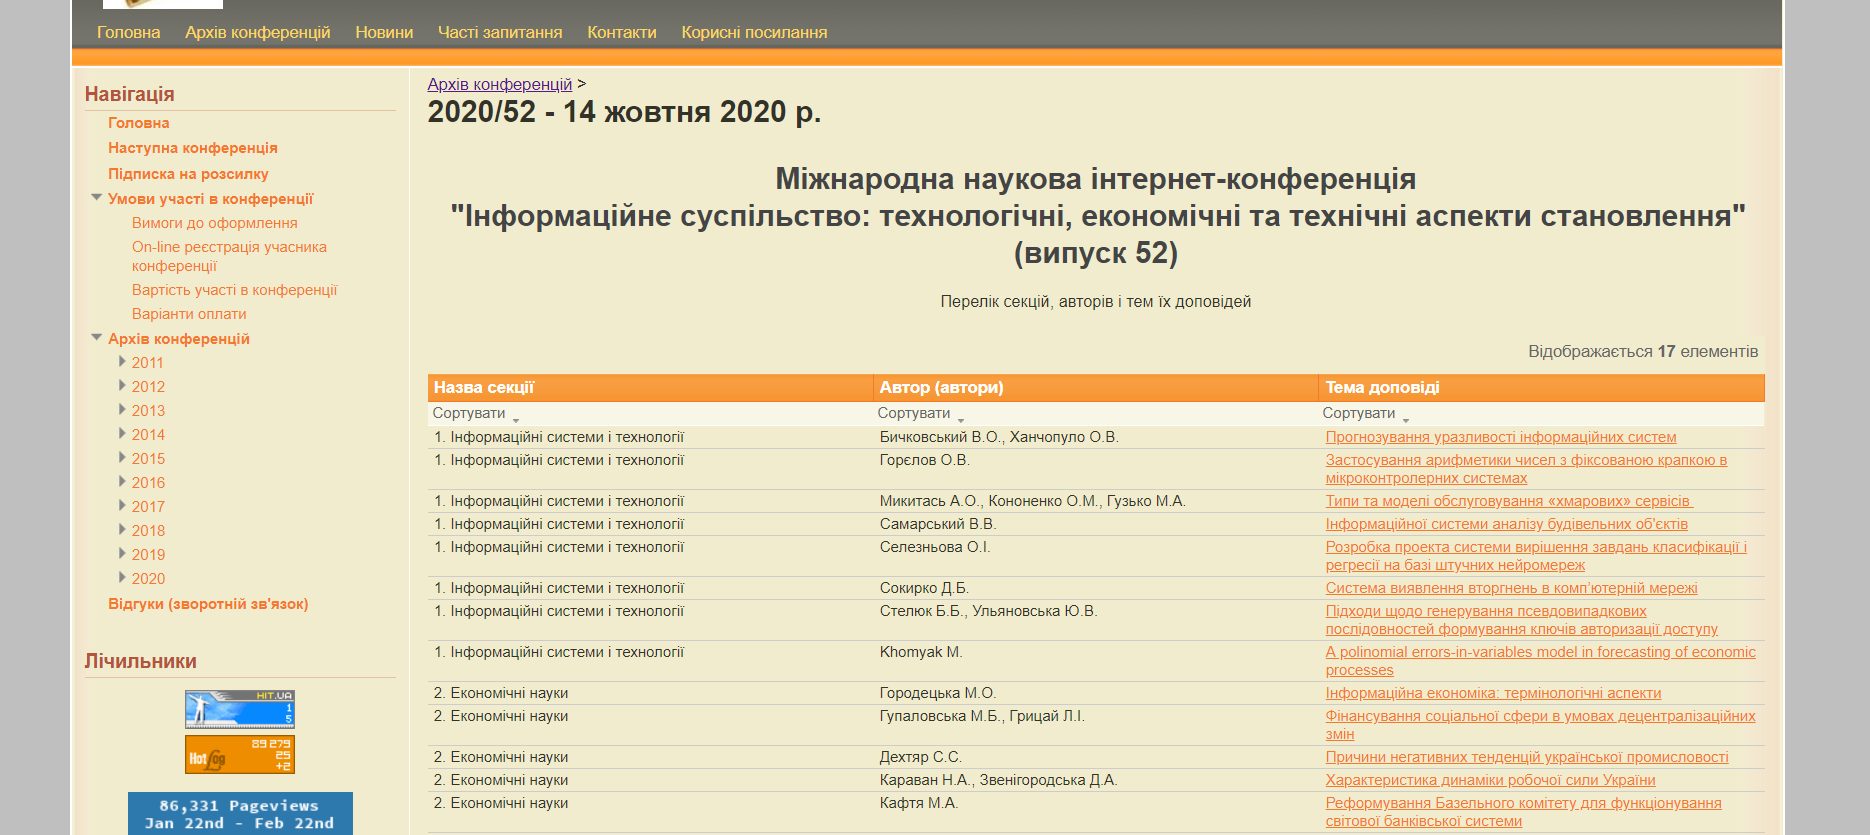 Головна Архів конференцій Новини Часті запитання Контакти Корисні посилання
Навігація
Головна
Наступна конференція
Підписка на розсилку
Умови участі в конференції
Вимоги до оформлення
On-line реєстрація учасника
конференції
Вартість участі в конференції
Варіанти оплати
Архів конференцій
2011
2012
2013
2014
2015
2016
2017
2018
2019
2020
Відгуки (зворотній зв'язок)
Лічильники
HIT.UA
1
5
HotLog
89279
25
+2
86,331 Pageviews
Jan 22nd - Feb 22nd
Архів конференцій >
2020/52 - 14 жовтня 2020 р.
Міжнародна наукова інтернет-конференція
"Інформаційне суспільство: технологічні, економічні та технічні аспекти становлення"
(випуск 52)
Перелік секцій, авторів і тем їх доповідей
Відображається 17 елементів
Назва секції Автор (автори) Тема доповіді
Сортувати Сортувати Сортувати
1. Інформаційні системи і технології Бичковський В.О., Ханчопуло О.В. Прогнозування уразливості інформаційних систем
1. Інформаційні системи і технології Горєлов О.В. Застосування арифметики чисел з фіксованою крапкою в
мікроконтролерних системах
1. Інформаційні системи і технології Микитась А.О., Кононенко О.М., Гузько М.А. Типи та моделі обслуговування «хмарових» сервісів
1. Інформаційні системи і технології Самарський В.В. Інформаційної системи аналізу будівельних об'єктів
1. Інформаційні системи і технології Селезньова О.І. Розробка проекта системи вирішення завдань класифікації і
регресії на базі штучних нейромереж
1. Інформаційні системи і технології Сокирко Д.Б. Система виявлення вторгнень в комп'ютерній мережі
1. Інформаційні системи і технології Стелюк Б.Б., Ульяновська Ю.В. Підходи щодо генерування псевдовипадкових
послідовностей формування ключів авторизації доступу
1. Інформаційні системи і технології Khomyak M. A polinomial errors-in-variables model in forecasting of economic
processes
2. Економічні науки Городецька М.О. Інформаційна економіка: термінологічні аспекти
2. Економічні науки Гупаловська М.Б., Грицай Л.І. Фінансування соціальної сфери в умовах децентралізаційних
змін
2. Економічні науки Дехтяр С.С. Причини негативних тенденцій української промисловості
2. Економічні науки Караван Н.А., Звенігородська Д.А. Характеристика динаміки робочої сили України
2. Економічні науки Кафтя М.А. Реформування Базельного комітету для функціонування
світової банківської системи